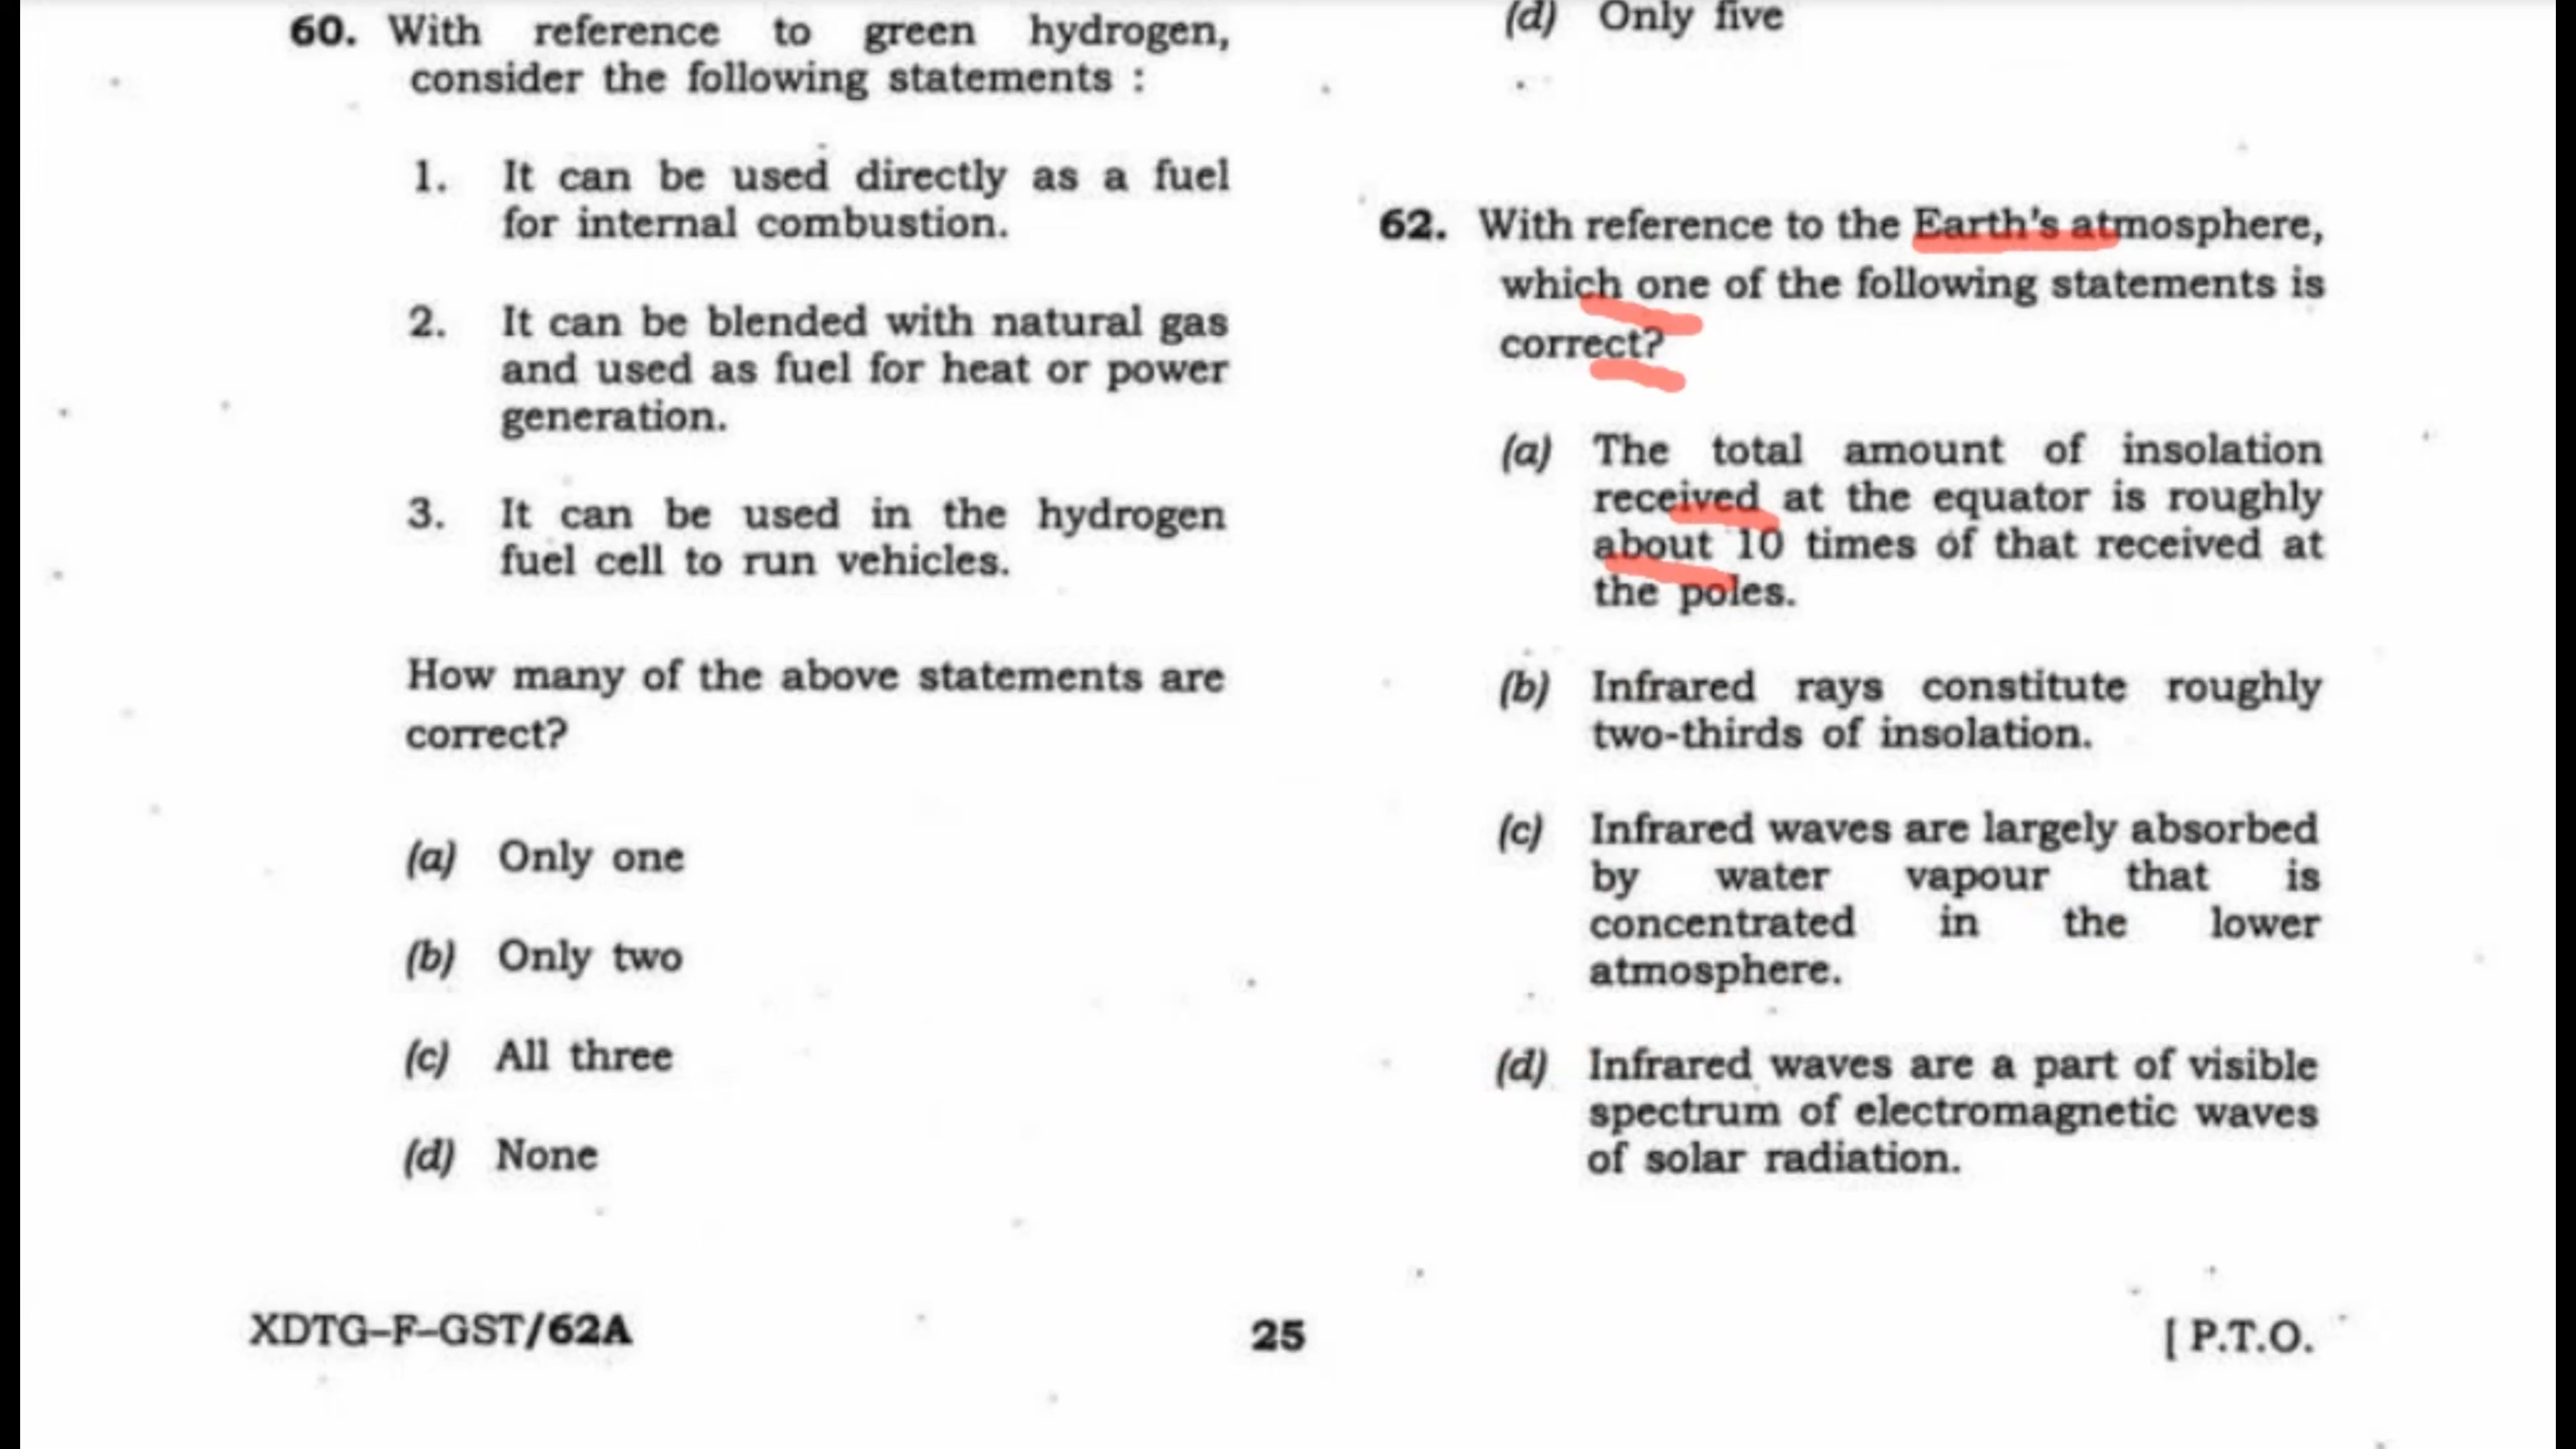 60. With reference to green hydrogen,
consider the following statements :
1. It can be used directly as a fuel
for internal combustion.
2. It can be blended with natural gas
and used as fuel for heat or power
generation.
3. It can be used in the hydrogen
fuel cell to run vehicles.
How many of the above statements are
correct?
(a) Only one
(b) Only two
(c) All three
(d) None
(d) Only five
62. With reference to the Earth's atmosphere,
which one of the following statements is
correct?
(a) The total amount of insolation
received at the equator is roughly
about 10 times of that received at
the poles.
(b) Infrared rays constitute roughly
two-thirds of insolation.
(c) Infrared waves are largely absorbed
by water vapour that is
concentrated in the lower
atmosphere.
(d) Infrared waves are a part of visible
spectrum of electromagnetic waves
of solar radiation.
XDTG–F–GST/62A
25
[ P.T.O.